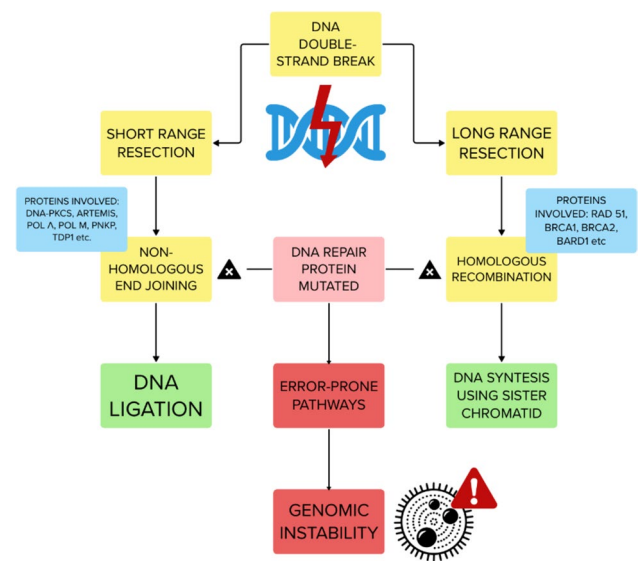 DNA
DOUBLE-
STRAND BREAK
SHORT RANGE
RESECTION
LONG RANGE
RESECTION
PROTEINS INVOLVED:
DNA-PKCS, ARTEMIS,
POL Λ, POL M, PNKP,
TDP1 etc.
PROTEINS
INVOLVED: RAD 51,
BRCA1, BRCA2,
BARD1 etc
NON-
HOMOLOGOUS
END JOINING
DNA REPAIR
PROTEIN
MUTATED
HOMOLOGOUS
RECOMBINATION
DNA
LIGATION
ERROR-PRONE
PATHWAYS
DNA SYNTESIS
USING SISTER
CHROMATID
GENOMIC
INSTABILITY